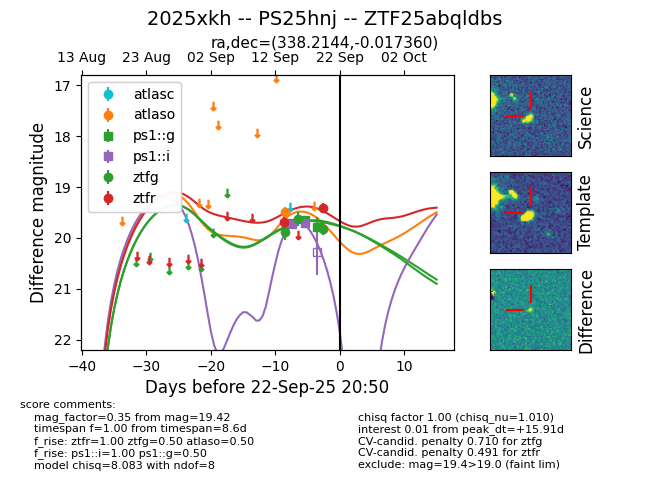 2025xkh -- PS25hnj -- ZTF25abqldbs
ra,dec=(338.2144,-0.017360)
13 Aug 23 Aug 02 Sep 12 Sep 22 Sep 02 Oct
atlasc
atlaso
ps1::g
ps1::i
ztfg
ztfr
17
18
19
20
21
22
Difference magnitude
−40 −30 −20 −10 0 10
Days before 22-Sep-25 20:50
Science
Template
Difference
score comments:
mag_factor=0.35 from mag=19.42
timespan f=1.00 from timespan=8.6d
f_rise: ztfr=1.00 ztfg=0.50 atlaso=0.50
f_rise: ps1::i=1.00 ps1::g=0.50
model chisq=8.083 with ndof=8
chisq factor 1.00 (chisq_nu=1.010)
interest 0.01 from peak_dt=+15.91d
CV-candid. penalty 0.710 for ztfg
CV-candid. penalty 0.491 for ztfr
exclude: mag=19.4>19.0 (faint lim)